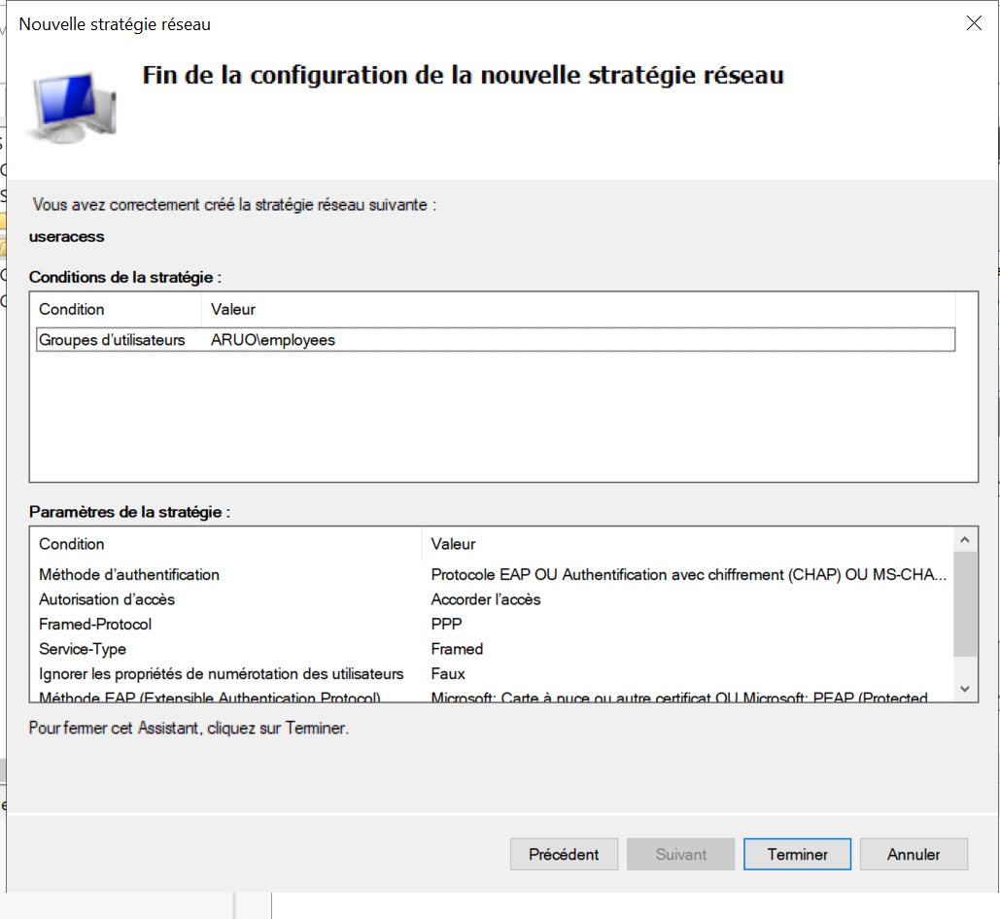 Nouvelle stratégie réseau
Fin de la configuration de la nouvelle stratégie réseau
Vous avez correctement créé la stratégie réseau suivante :
useracess
Conditions de la stratégie :
Condition Valeur
Groupes d'utilisateurs ARUO\employees
Paramètres de la stratégie :
Condition Valeur
Méthode d'authentification Protocole EAP OU Authentification avec chiffrement (CHAP) OU MS-CHA...
Autorisation d'accès Accorder l'accès
Framed-Protocol PPP
Service-Type Framed
Ignorer les propriétés de numérotation des utilisateurs Faux
Méthode EAP (Extensible Authentication Protocol) Microsoft: Carte à puce ou autre certificat OU Microsoft: PEAP (Protected
Pour fermer cet Assistant, cliquez sur Terminer.
Précédent Suivant Terminer Annuler